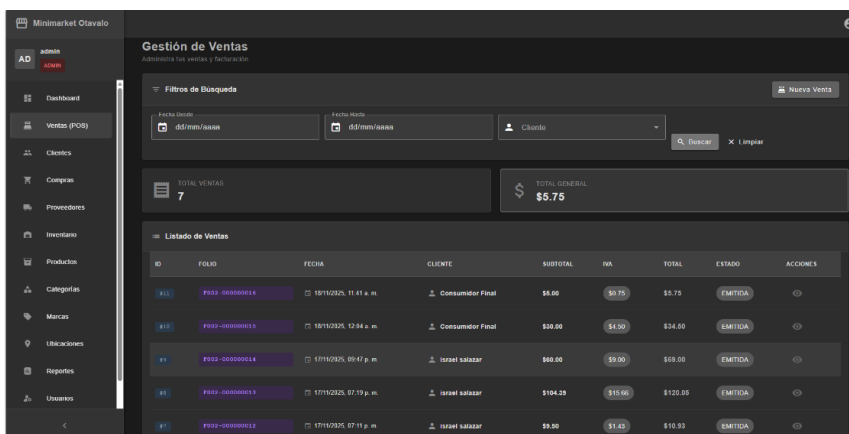 Minimarket Otavalo
AD
admin
ADMIN
Dashboard
Ventas (POS)
Clientes
Compras
Proveedores
Inventario
Productos
Categorías
Marcas
Ubicaciones
Reportes
Usuarios
Gestión de Ventas
Administra tus ventas y facturación
Filtros de Búsqueda
Nueva Venta
Fecha Desde
dd/mm/aaaa
Fecha Hasta
dd/mm/aaaa
Cliente
Buscar
Limpiar
TOTAL VENTAS
7
TOTAL GENERAL
$5.75
Listado de Ventas
ID FOLIO FECHA CLIENTE SUBTOTAL IVA TOTAL ESTADO ACCIONES
#11 F002-000000016 18/11/2025, 11:41 a. m. Consumidor Final $5.00 $0.75 $5.75 EMITIDA
#10 F002-000000015 18/11/2025, 12:04 a. m. Consumidor Final $30.00 $4.50 $34.50 EMITIDA
#9 F002-000000014 17/11/2025, 09:47 p. m. israel salazar $60.00 $9.00 $69.00 EMITIDA
#8 F002-000000013 17/11/2025, 07:19 p. m. israel salazar $104.39 $15.66 $120.05 EMITIDA
#7 F002-000000012 17/11/2025, 07:11 p. m. israel salazar $9.50 $1.43 $10.93 EMITIDA